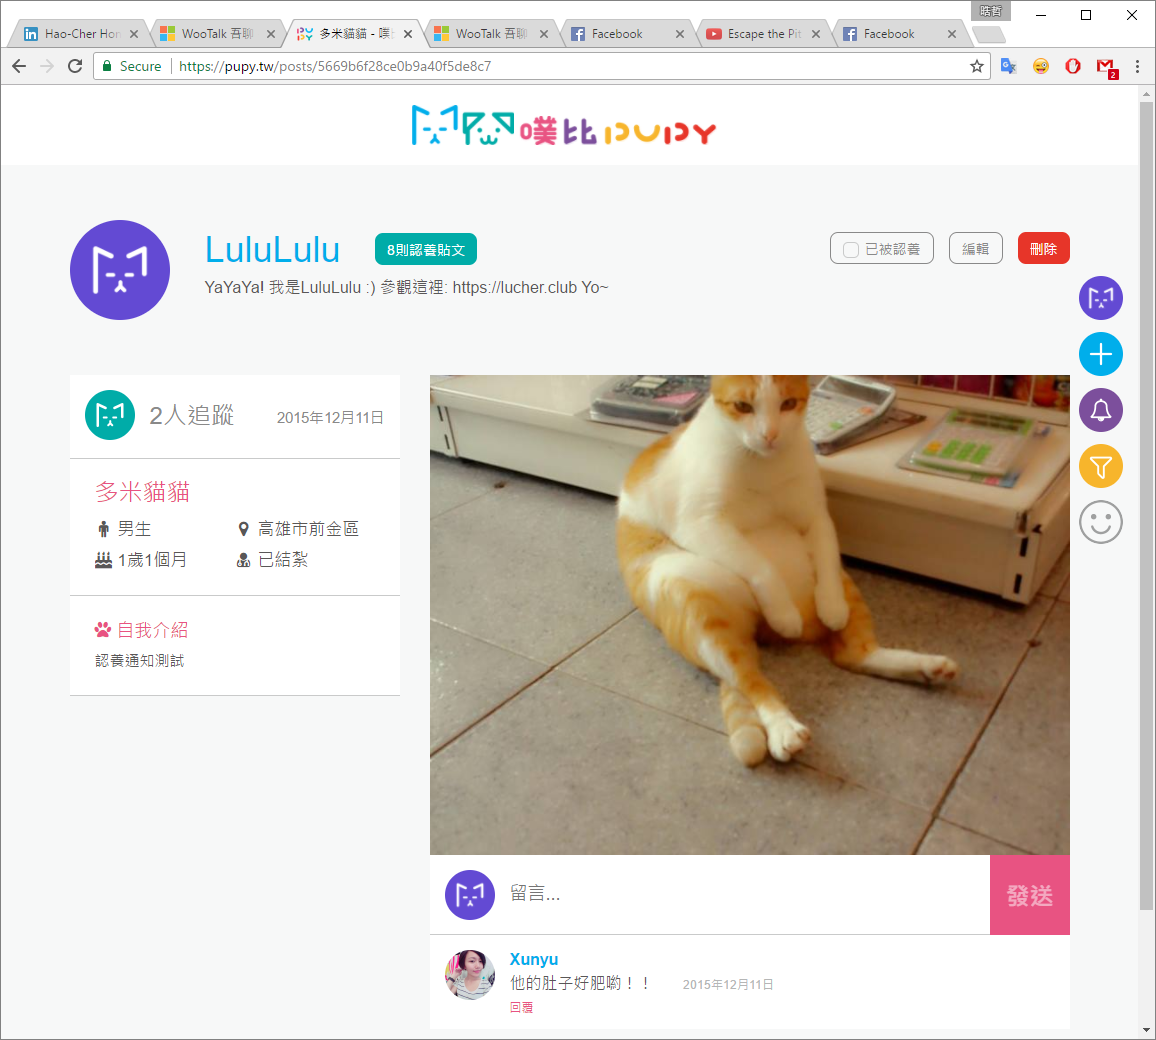 皓哲
Hao-Cher Hon
WooTalk 吾聊
多米貓貓 - 噗
WooTalk 吾聊
Facebook
Escape the Pit
Facebook
Secure https://pupy.tw/posts/5669b6f28ce0b9a40f5de8c7
2
噗比 PUPY
LuluLulu 8則認養貼文 已被認養 編輯 刪除
YaYaYa! 我是LuluLulu :) 參觀這裡: https://lucher.club Yo~
2人追蹤 2015年12月11日
多米貓貓
男生 高雄市前金區
1歲1個月 已結紮
自我介紹
認養通知測試
留言... 發送
Xunyu
他的肚子好肥喲！！ 2015年12月11日
回覆